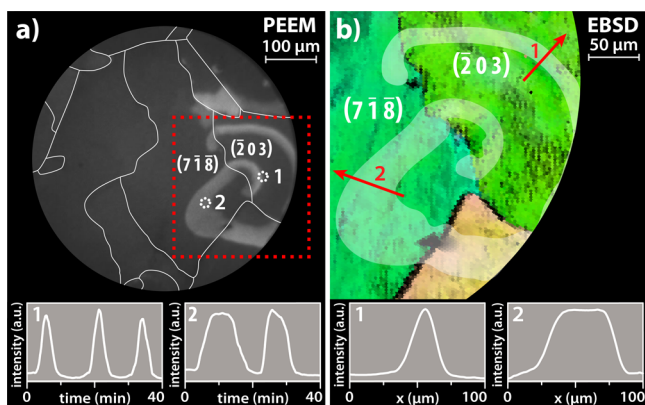 a)
PEEM
100 μm
(7 1̄ 8̄)
(2̄ 0 3)
1
2
intensity (a.u.)
1
0 time (min) 40
intensity (a.u.)
2
0 time (min) 40
b)
EBSD
50 μm
(2̄ 0 3)
1
(7 1̄ 8̄)
2
intensity (a.u.)
1
0 x (μm) 100
intensity (a.u.)
2
0 x (μm) 100